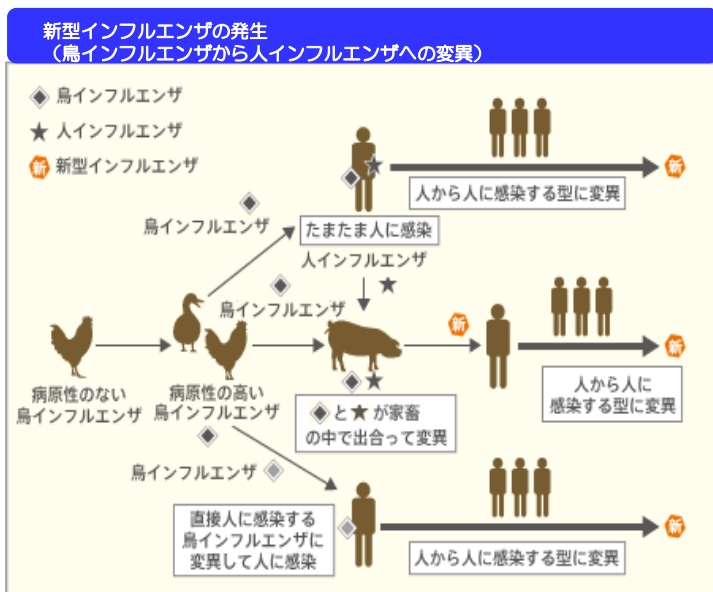 新型インフルエンザの発生
（鳥インフルエンザから人インフルエンザへの変異）
鳥インフルエンザ
人インフルエンザ
新 新型インフルエンザ
新
人から人に感染する型に変異
鳥インフルエンザ
たまたま人に感染
人インフルエンザ
鳥インフルエンザ
新
新
病原性のない
鳥インフルエンザ
病原性の高い
鳥インフルエンザ
と★が家畜
の中で出合って変異
人から人に
感染する型に変異
鳥インフルエンザ
直接人に感染する
鳥インフルエンザに
変異して人に感染
新
人から人に感染する型に変異